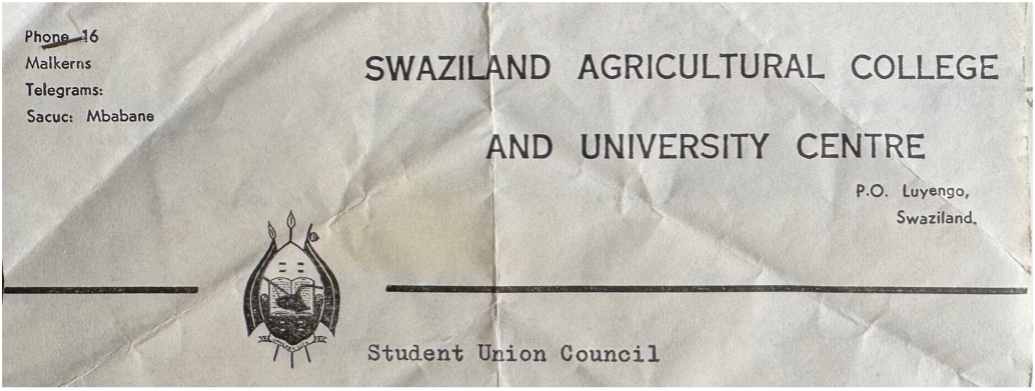 Phone 16
Malkerns
Telegrams:
Sacuc: Mbabane
SWAZILAND AGRICULTURAL COLLEGE
AND UNIVERSITY CENTRE
P.O. Luyengo,
Swaziland.
Student Union Council